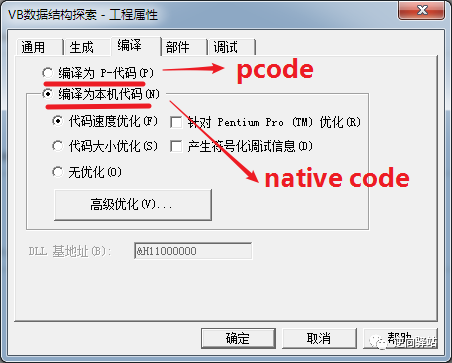 VB数据结构探索 - 工程属性
通用 生成 编译 部件 调试
编译为 P-代码(P)
pcode
编译为本机代码(N)
代码速度优化(F) 针对 Pentium Pro (TM) 优化(R)
代码大小优化(S) 产生符号化调试信息(D)
无优化(O)
native code
高级优化(V)...
DLL 基地址(B): &H11000000
确定 取消 帮助
逆向驿站